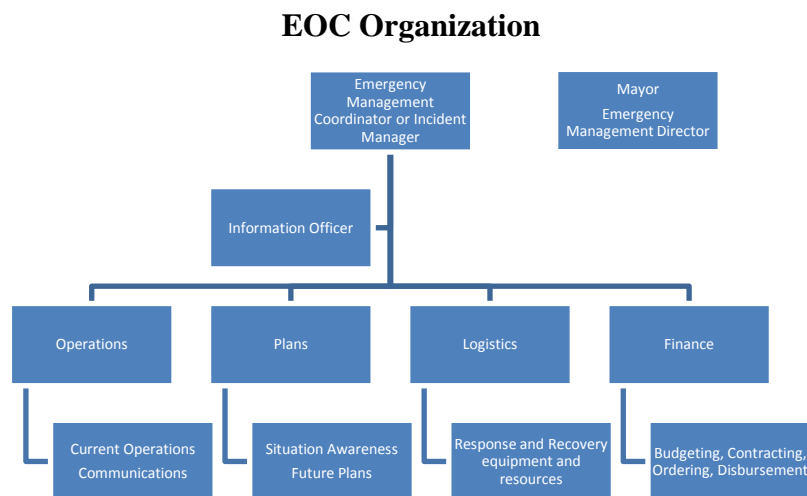 EOC Organization
Emergency
Management
Coordinator or Incident
Manager
Mayor
Emergency
Management Director
Information Officer
Operations
Plans
Logistics
Finance
Current Operations
Communications
Situation Awareness
Future Plans
Response and Recovery
equipment and
resources
Budgeting, Contracting,
Ordering, Disbursement